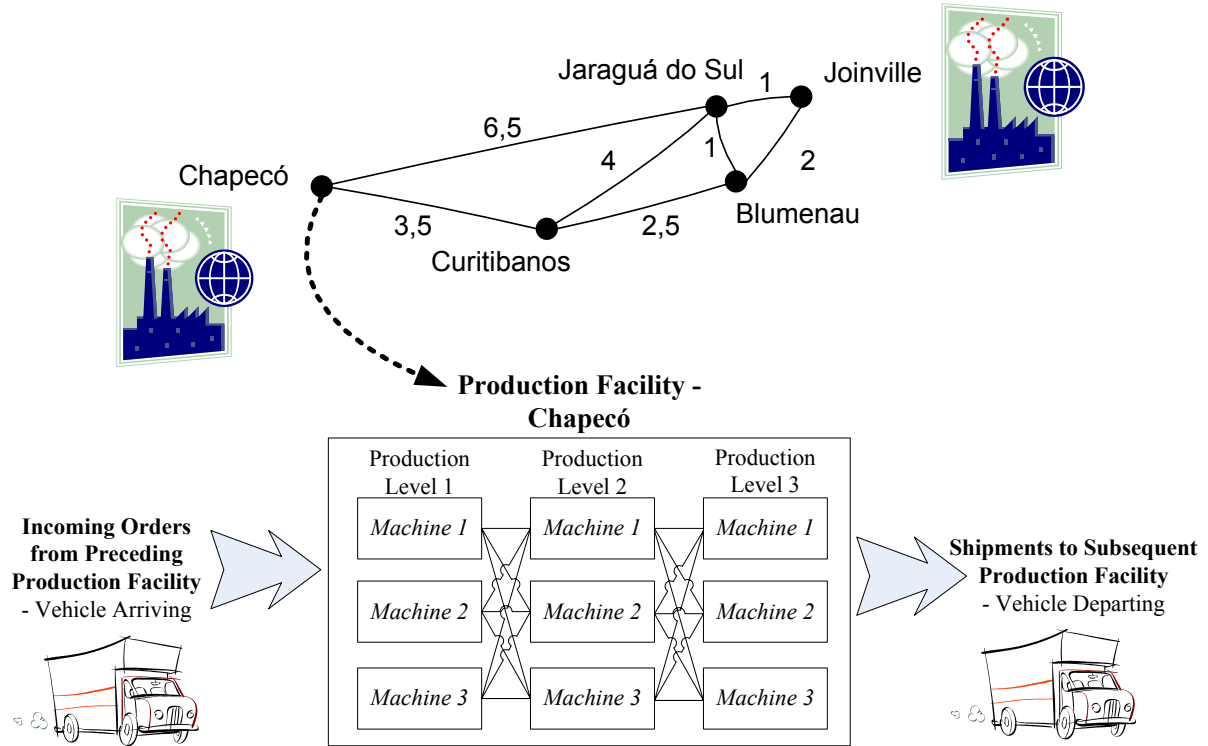 Jaraguá do Sul
1
Joinville
6,5
4
1
2
Chapecó
3,5
2,5
Blumenau
Curitibanos
Production Facility -
Chapecó
Production
Level 1
Production
Level 2
Production
Level 3
Incoming Orders
from Preceding
Production Facility
- Vehicle Arriving
Machine 1
Machine 1
Machine 1
Machine 2
Machine 2
Machine 2
Machine 3
Machine 3
Machine 3
Shipments to Subsequent
Production Facility
- Vehicle Departing